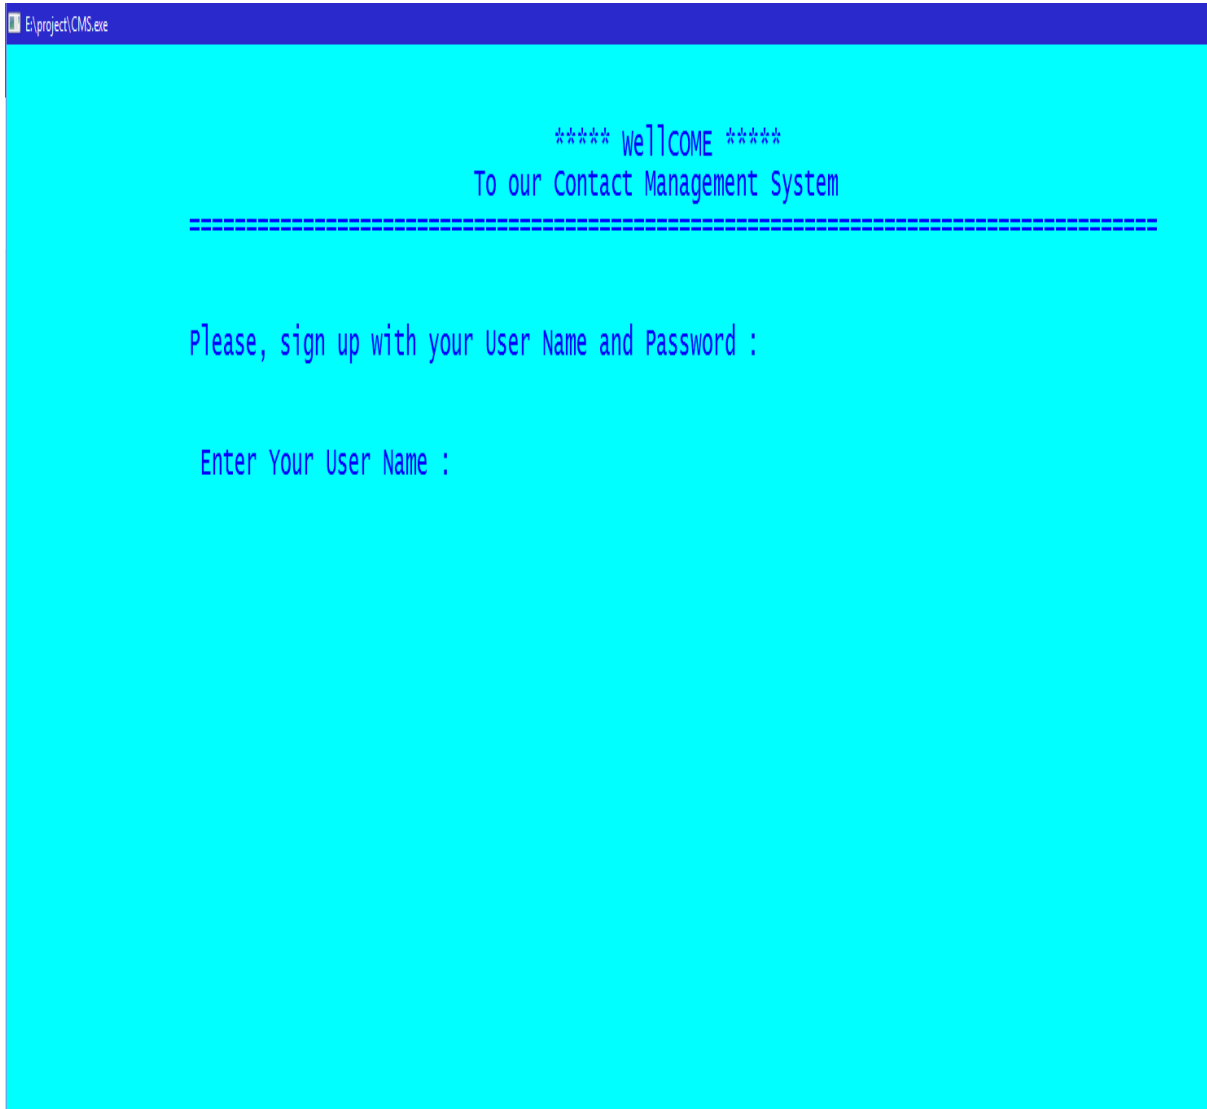 E:\project\CMS.exe
***** WellCOME *****
To our Contact Management System
=====================================================================================
Please, sign up with your User Name and Password :
Enter Your User Name :